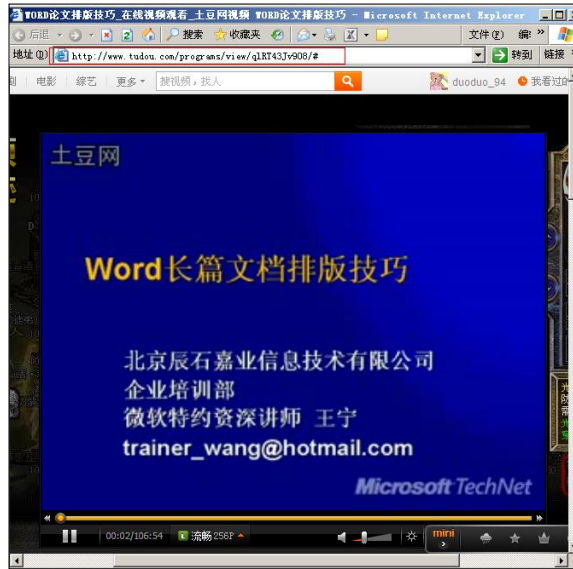 WORD论文排版技巧_在线视频观看_土豆网视频 WORD论文排版技巧 - Microsoft Internet Explorer
后退 搜索 收藏夹 文件(F) 编 »
地址(D) http://www.tudou.com/programs/view/qlRT43Jv908/# 转到 链接
电影 综艺 更多 搜视频,找人 duoduo_94 我看过的
土豆网
Word长篇文档排版技巧
北京辰石嘉业信息技术有限公司
企业培训部
微软特约资深讲师 王宁
trainer_wang@hotmail.com
Microsoft TechNet
00:02/106:54 流畅 256P mini